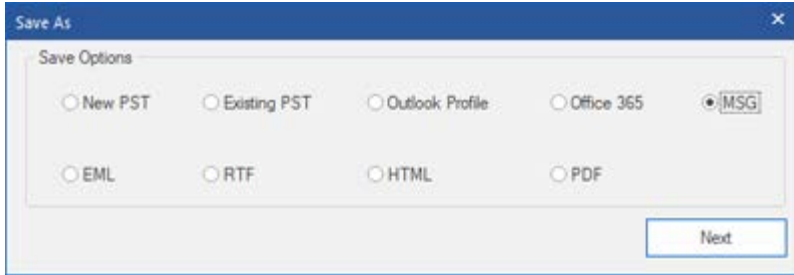 Save As
Save Options
New PST Existing PST Outlook Profile Office 365 MSG
EML RTF HTML PDF
Next